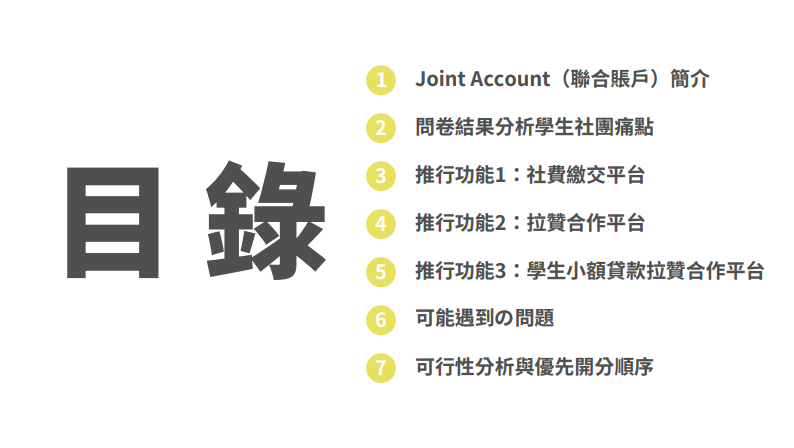 目錄
1 Joint Account（聯合賬戶）簡介
2 問卷結果分析學生社團痛點
3 推行功能1：社費繳交平台
4 推行功能2：拉贊合作平台
5 推行功能3：學生小額貸款拉贊合作平台
6 可能遇到の問題
7 可行性分析與優先開分順序